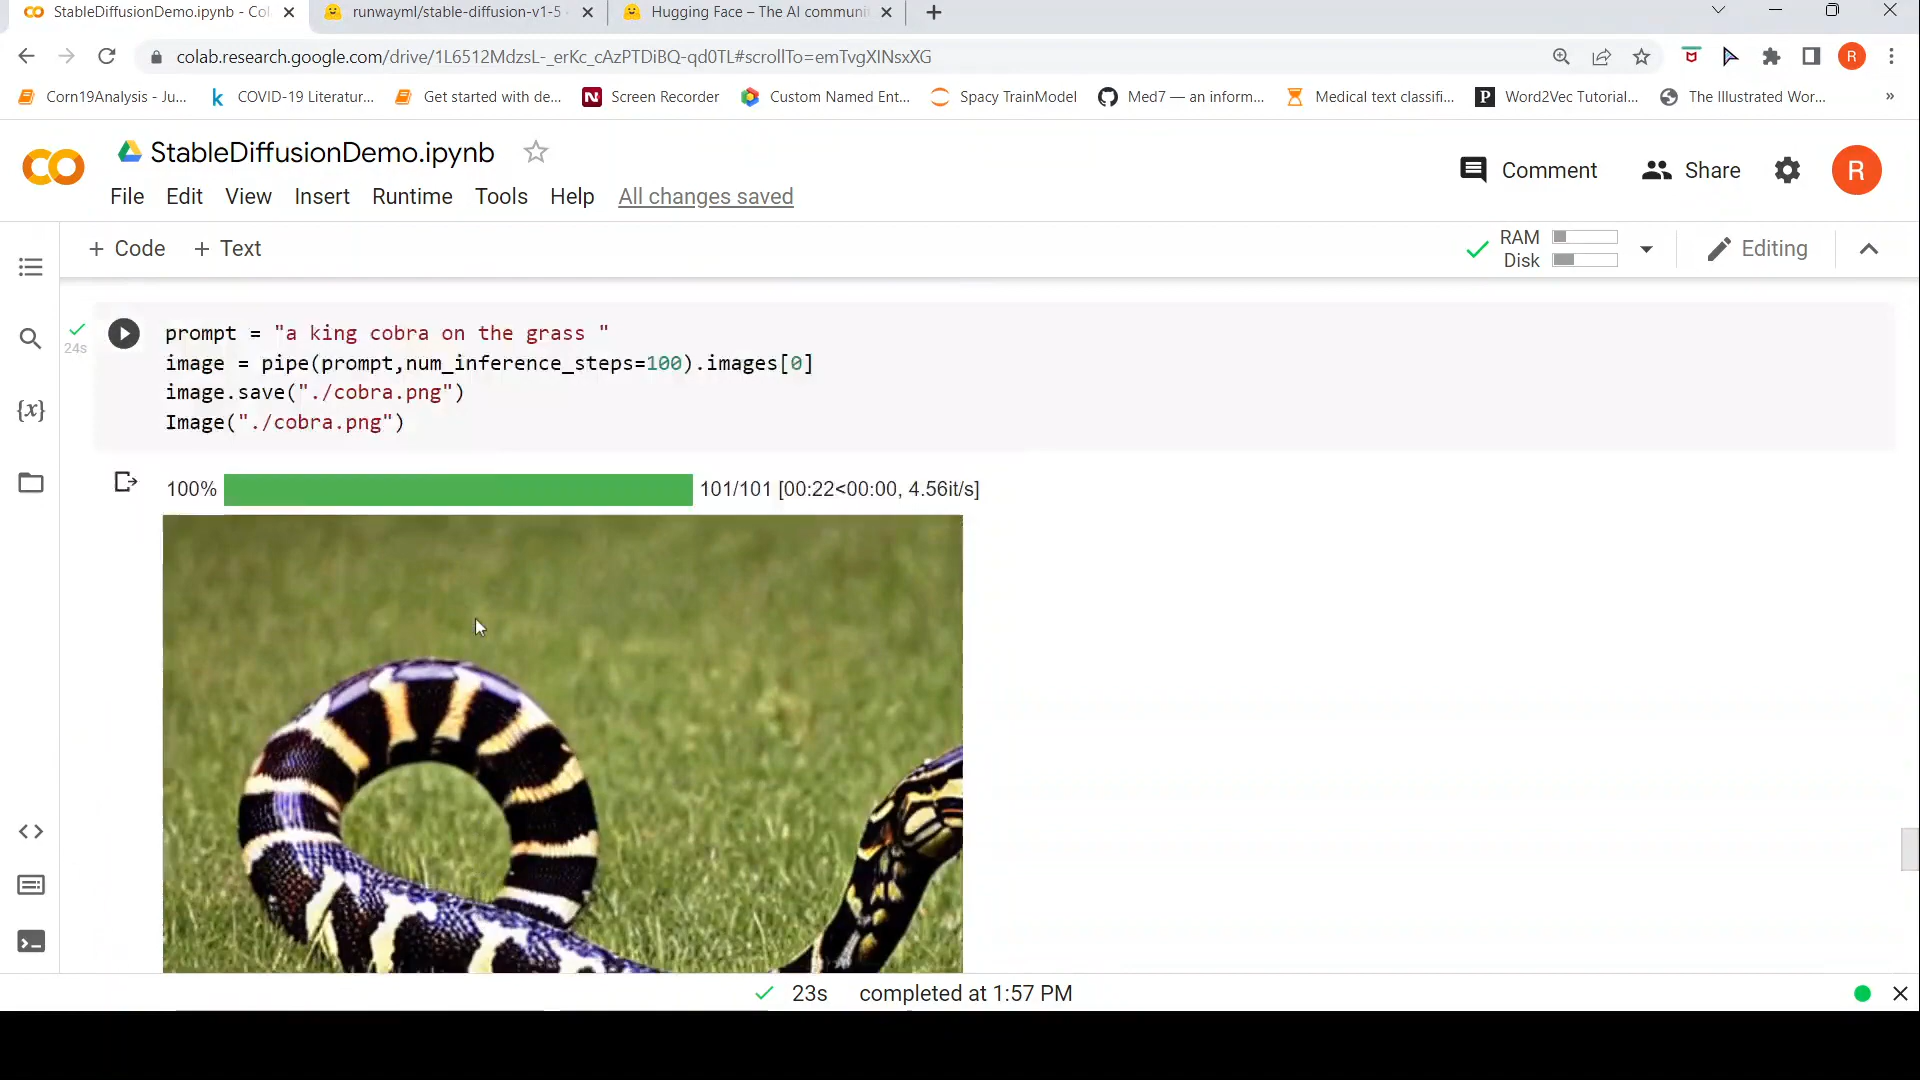 StableDiffusionDemo.ipynb - Co
runwayml/stable-diffusion-v1-5
Hugging Face – The AI communi
colab.research.google.com/drive/1L6512MdzsL-_erKc_cAzPTDiBQ-qd0TL#scrollTo=emTvgXINsxXG
R
Corn19Analysis - Ju...
COVID-19 Literatur...
Get started with de...
Screen Recorder
Custom Named Ent...
Spacy TrainModel
Med7 — an inform...
Medical text classifi...
Word2Vec Tutorial...
The Illustrated Wor...
»
StableDiffusionDemo.ipynb
File Edit View Insert Runtime Tools Help All changes saved
Comment
Share
R
+ Code + Text
RAM
Disk
Editing
24s
prompt = "a king cobra on the grass "
image = pipe(prompt,num_inference_steps=100).images[0]
image.save("./cobra.png")
Image("./cobra.png")
{x}
100% 101/101 [00:22<00:00, 4.56it/s]
23s completed at 1:57 PM